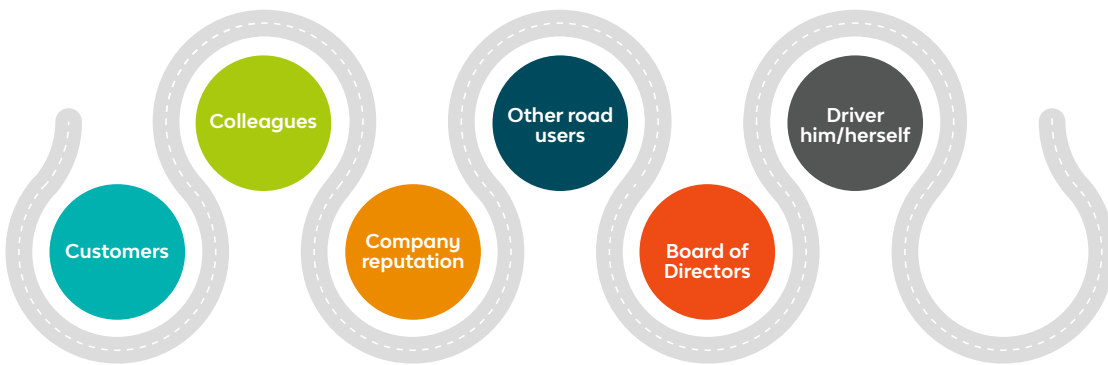 Customers
Colleagues
Company
reputation
Other road
users
Board of
Directors
Driver
him/herself